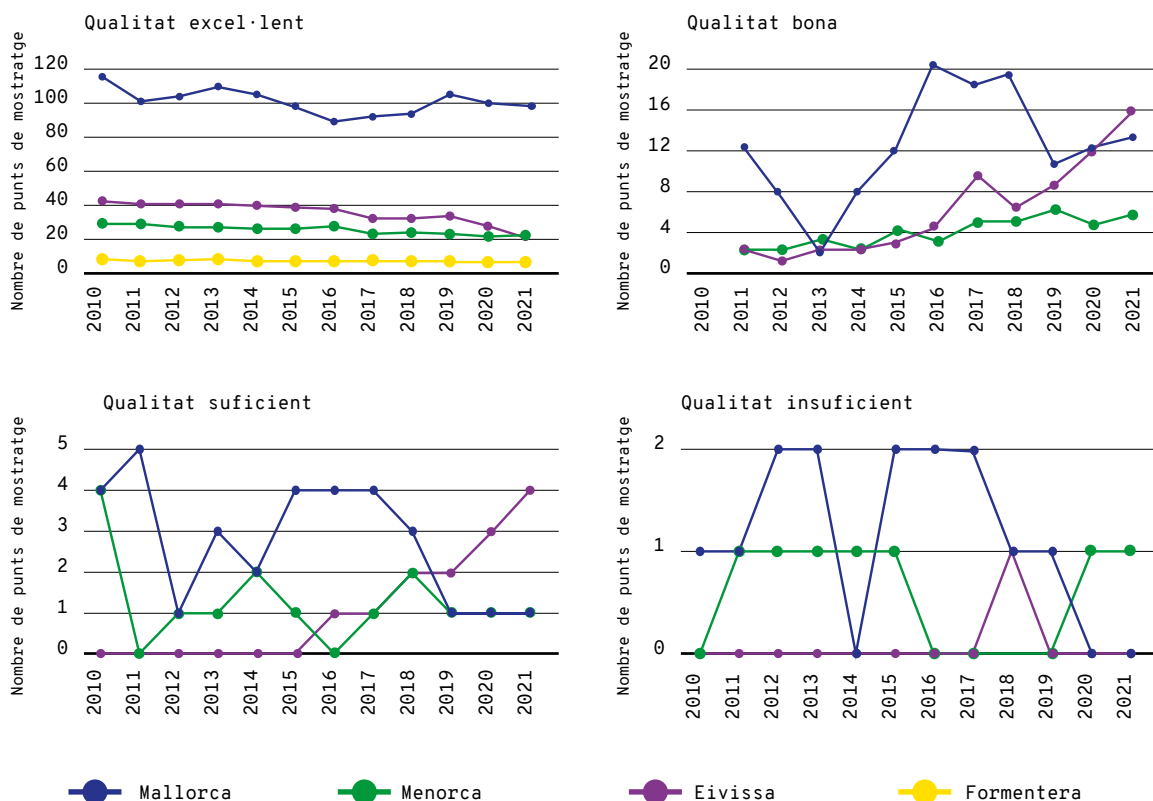 Qualitat excel·lent
Nombre de punts de mostratge
120
100
80
60
40
20
0
2010 2011 2012 2013 2014 2015 2016 2017 2018 2019 2020 2021
Qualitat bona
Nombre de punts de mostratge
20
16
12
8
4
0
2010 2011 2012 2013 2014 2015 2016 2017 2018 2019 2020 2021
Qualitat suficient
Nombre de punts de mostratge
5
4
3
2
1
0
2010 2011 2012 2013 2014 2015 2016 2017 2018 2019 2020 2021
Qualitat insuficient
Nombre de punts de mostratge
2
1
0
2010 2011 2012 2013 2014 2015 2016 2017 2018 2019 2020 2021
Mallorca Menorca Eivissa Formentera